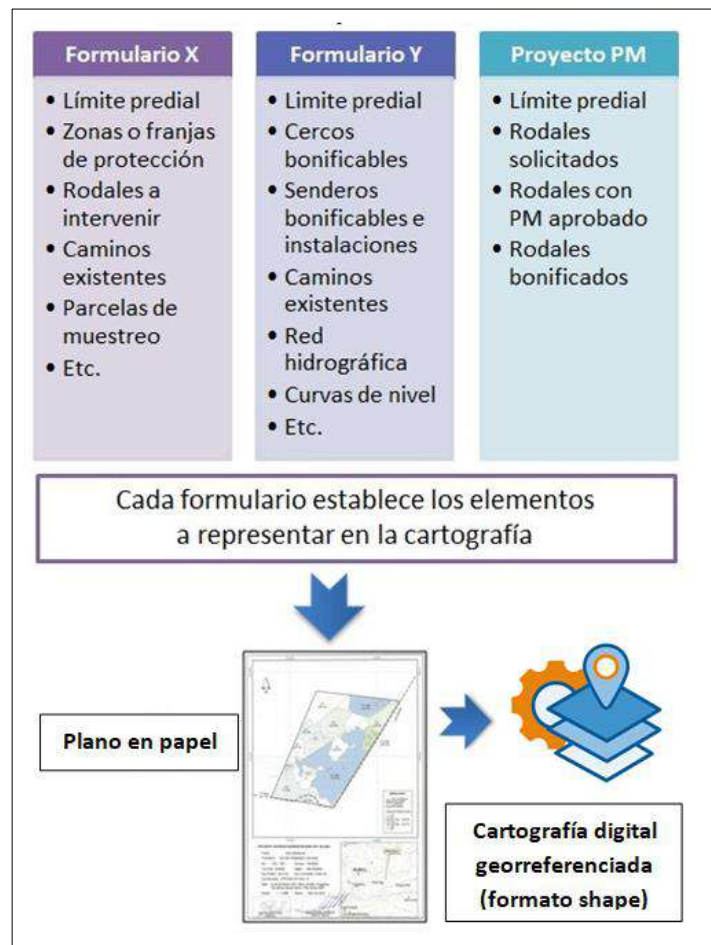 Formulario X
• Límite predial
• Zonas o franjas
de protección
• Rodales a
intervenir
• Caminos
existentes
• Parcelas de
muestreo
• Etc.
Formulario Y
• Limite predial
• Cercos
bonificables
• Senderos
bonificables e
instalaciones
• Caminos
existentes
• Red
hidrográfica
• Curvas de nivel
• Etc.
Proyecto PM
• Límite predial
• Rodales
solicitados
• Rodales con
PM aprobado
• Rodales
bonificados
Cada formulario establece los elementos
a representar en la cartografía
Plano en papel
Cartografía digital
georreferenciada
(formato shape)